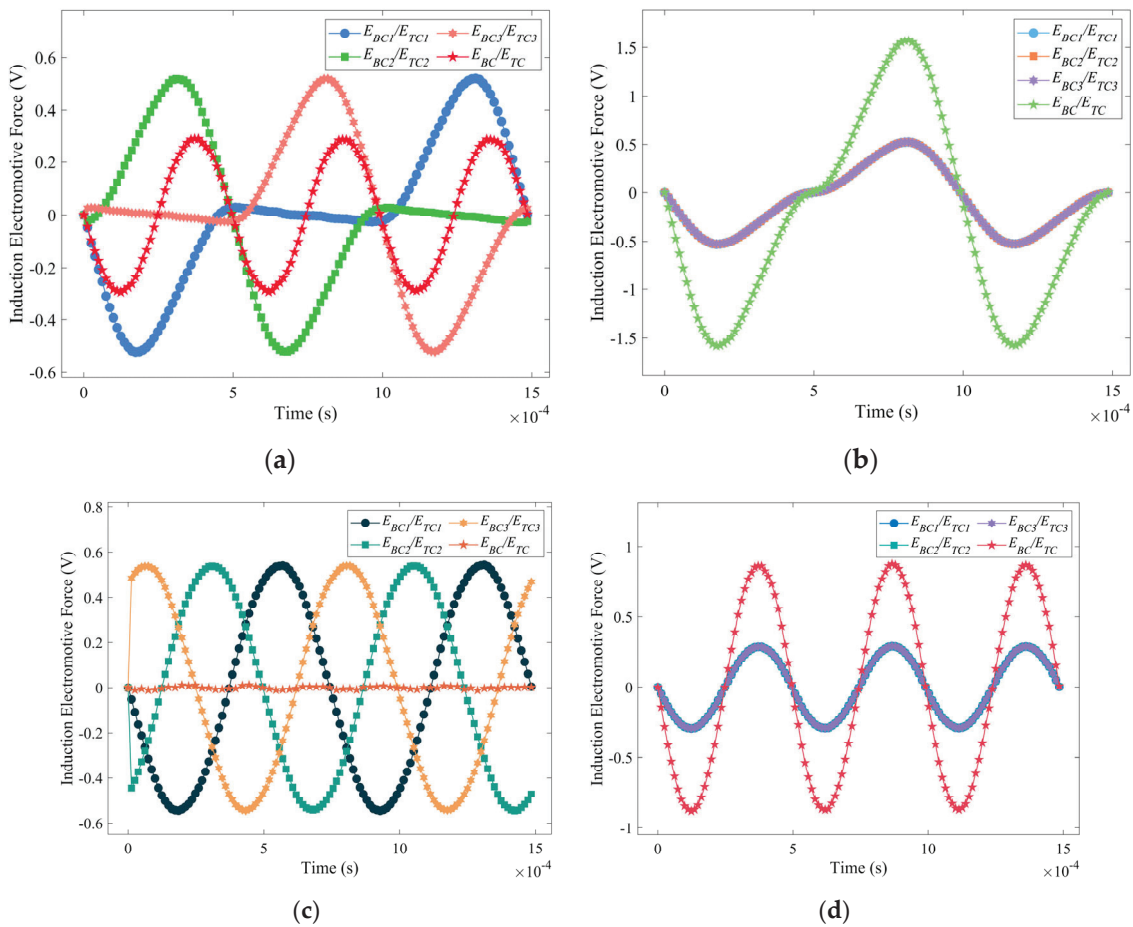 Induction Electromotive Force (V)
0.6
0.4
0.2
0
-0.2
-0.4
-0.6
E_BC1/E_TC1 E_BC3/E_TC3
E_BC2/E_TC2 E_BC/E_TC
0 5 10 15
×10⁻⁴
Time (s)
(a)
Induction Electromotive Force (V)
1.5
1
0.5
0
-0.5
-1
-1.5
E_BC1/E_TC1
E_BC2/E_TC2
E_BC3/E_TC3
E_BC/E_TC
0 5 10 15
×10⁻⁴
Time (s)
(b)
Induction Electromotive Force (V)
0.8
0.6
0.4
0.2
0
-0.2
-0.4
-0.6
E_BC1/E_TC1 E_BC3/E_TC3
E_BC2/E_TC2 E_BC/E_TC
0 5 10 15
×10⁻⁴
Time (s)
(c)
Induction Electromotive Force (V)
1
0.5
0
-0.5
-1
E_BC1/E_TC1 E_BC3/E_TC3
E_BC2/E_TC2 E_BC/E_TC
0 5 10 15
×10⁻⁴
Time (s)
(d)